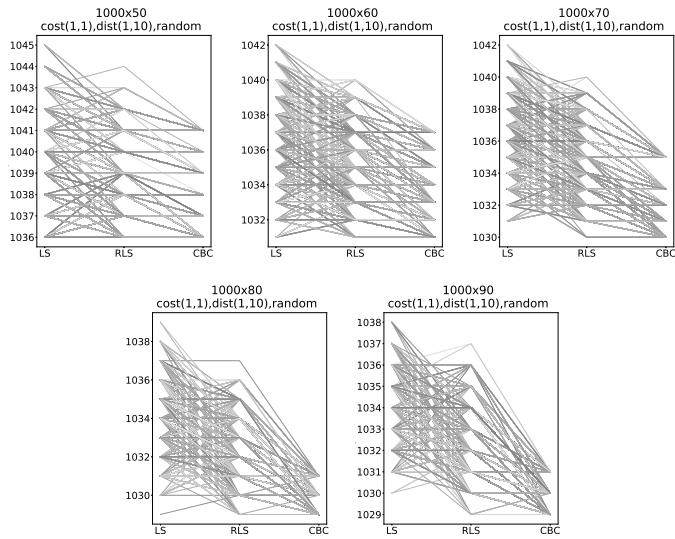 1000x50
cost(1,1),dist(1,10),random
1045
1044
1043
1042
1041
1040
1039
1038
1037
1036
LS RLS CBC
1000x60
cost(1,1),dist(1,10),random
1042
1040
1038
1036
1034
1032
LS RLS CBC
1000x70
cost(1,1),dist(1,10),random
1042
1040
1038
1036
1034
1032
1030
LS RLS CBC
1000x80
cost(1,1),dist(1,10),random
1038
1036
1034
1032
1030
LS RLS CBC
1000x90
cost(1,1),dist(1,10),random
1038
1037
1036
1035
1034
1033
1032
1031
1030
1029
LS RLS CBC